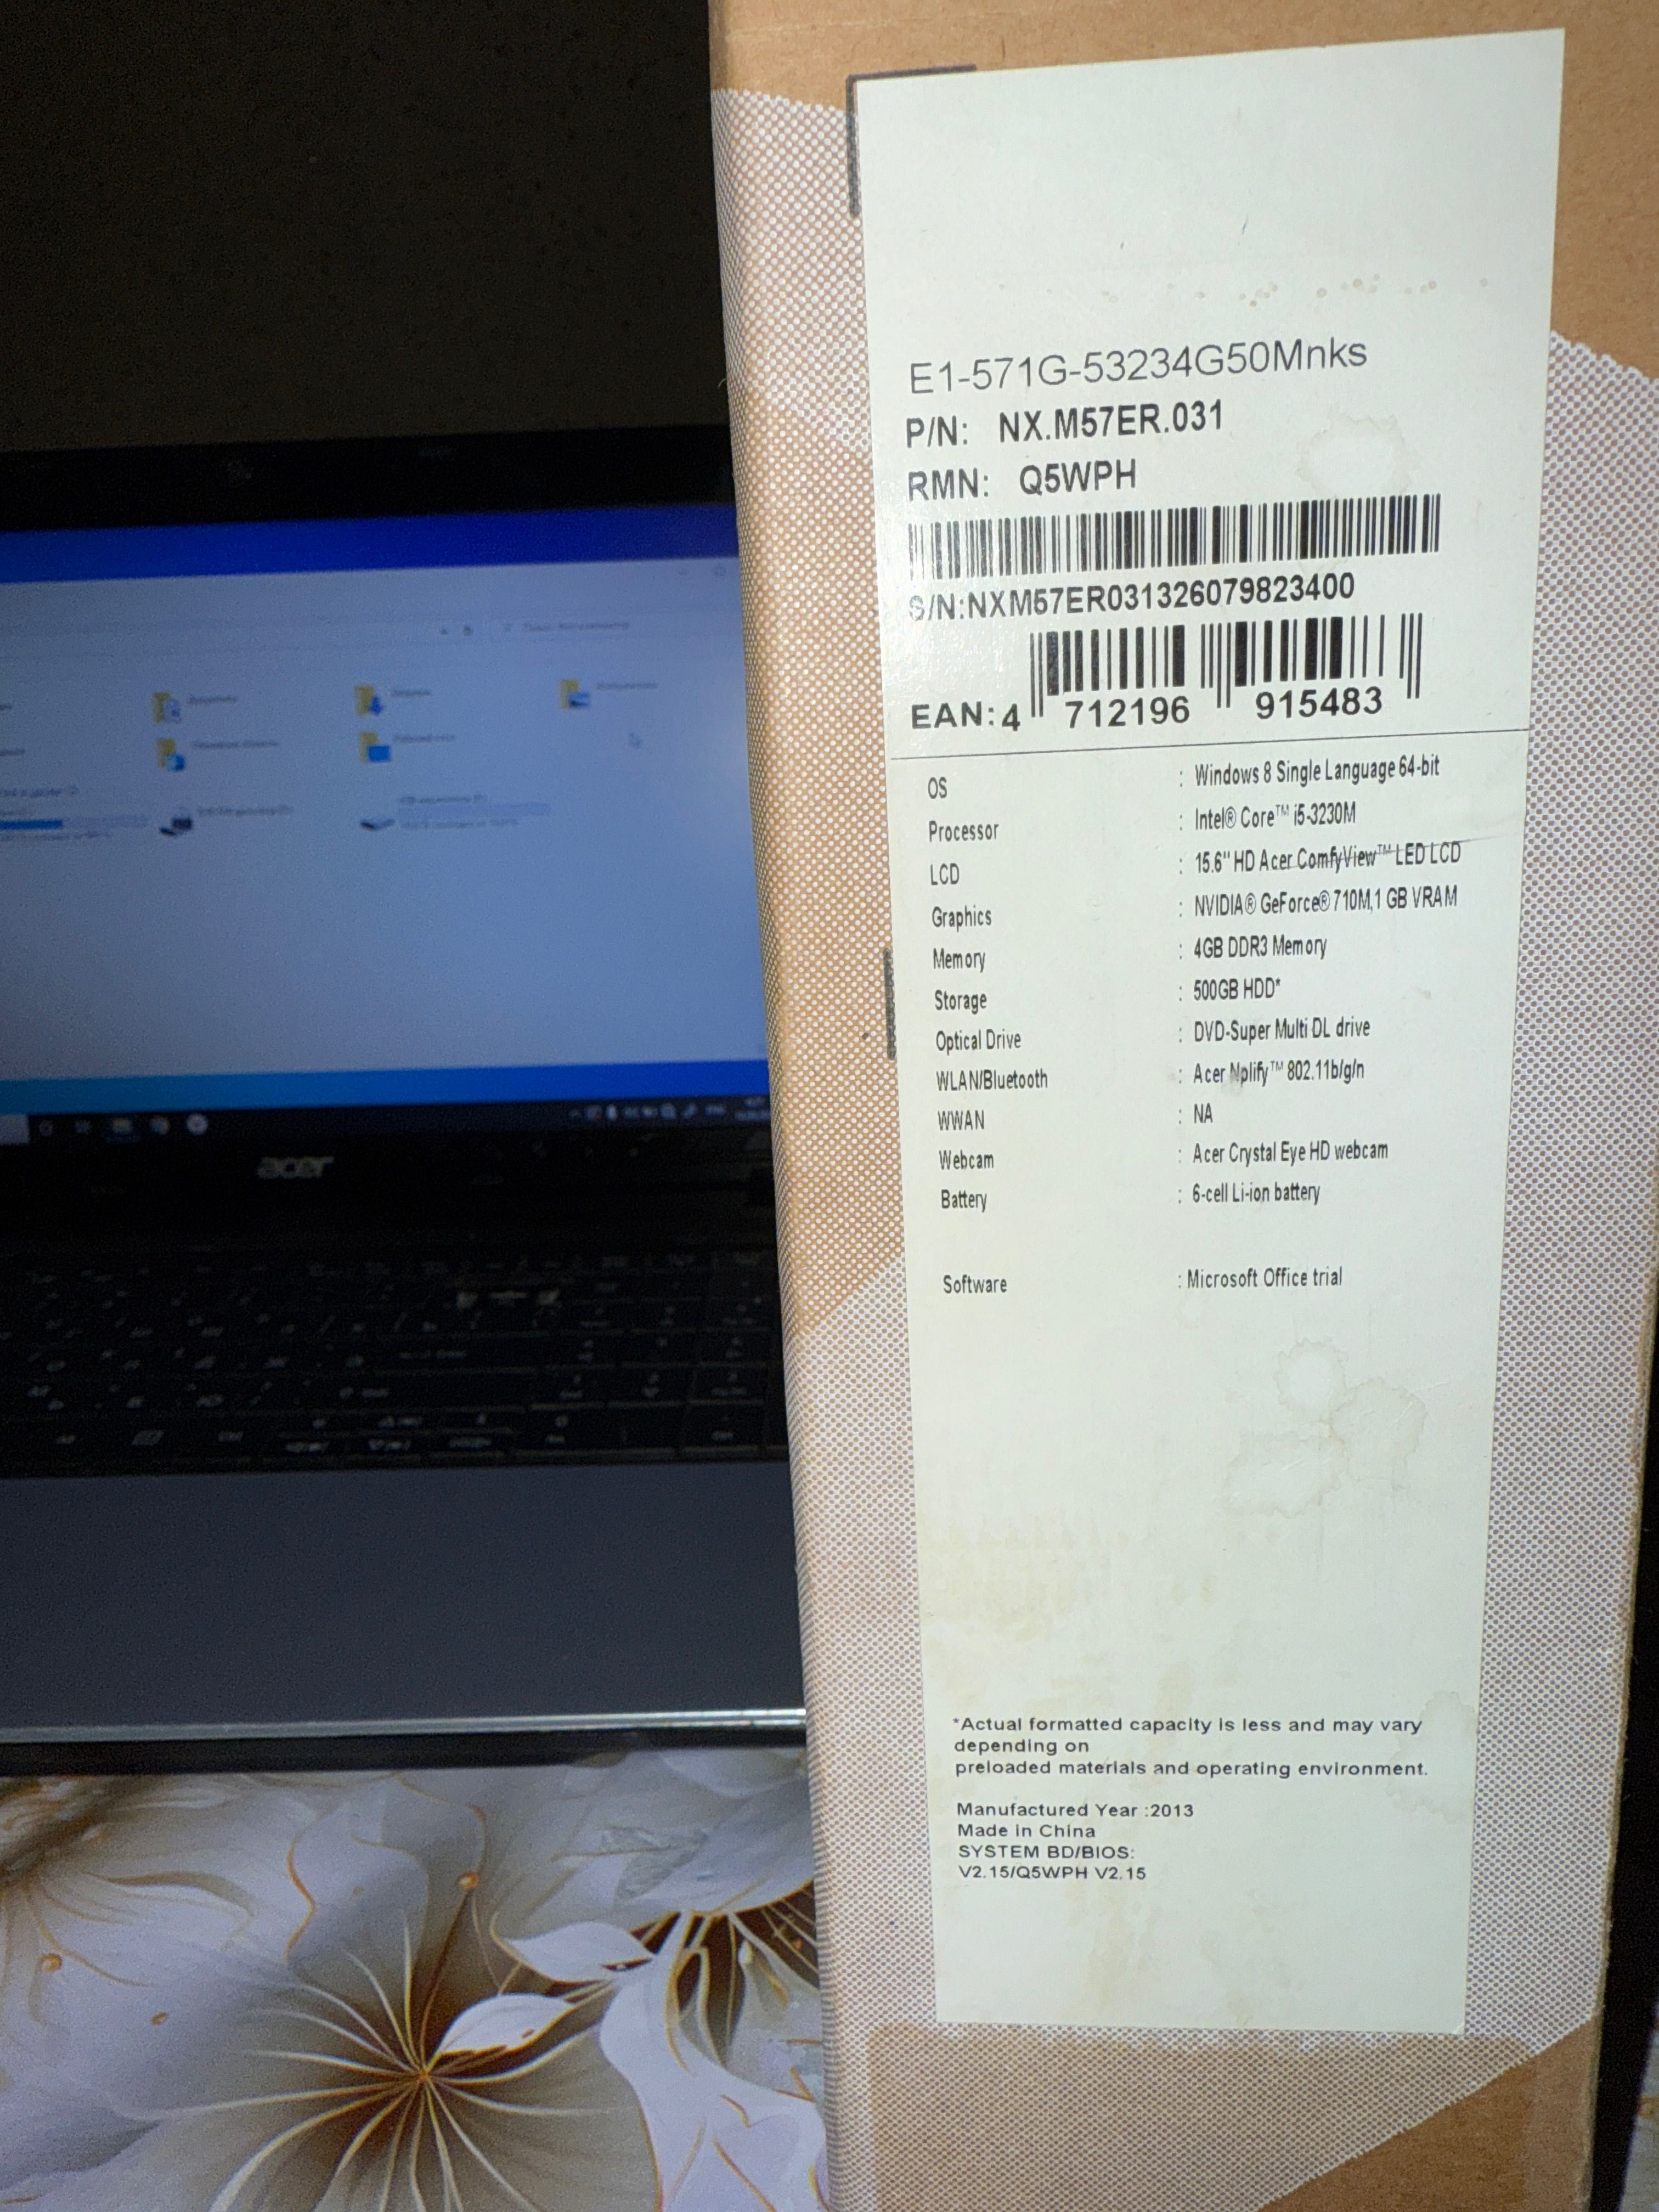 E1-571G-53234G50Mnks
P/N: NX.M57ER.031
RMN: Q5WPH
S/N:NXM57ER031326079823400
EAN: 4 712196 915483
OS : Windows 8 Single Language 64-bit
Processor : Intel® Core™ i5-3230M
LCD : 15.6" HD Acer ComfyView™ LED LCD
Graphics : NVIDIA® GeForce® 710M,1 GB VRAM
Memory : 4GB DDR3 Memory
Storage : 500GB HDD*
Optical Drive : DVD-Super Multi DL drive
WLAN/Bluetooth : Acer Nplify™ 802.11b/g/n
WWAN : NA
Webcam : Acer Crystal Eye HD webcam
Battery : 6-cell Li-ion battery
Software : Microsoft Office trial
*Actual formatted capacity is less and may vary
depending on
preloaded materials and operating environment.
Manufactured Year :2013
Made in China
SYSTEM BD/BIOS:
V2.15/Q5WPH V2.15
acer